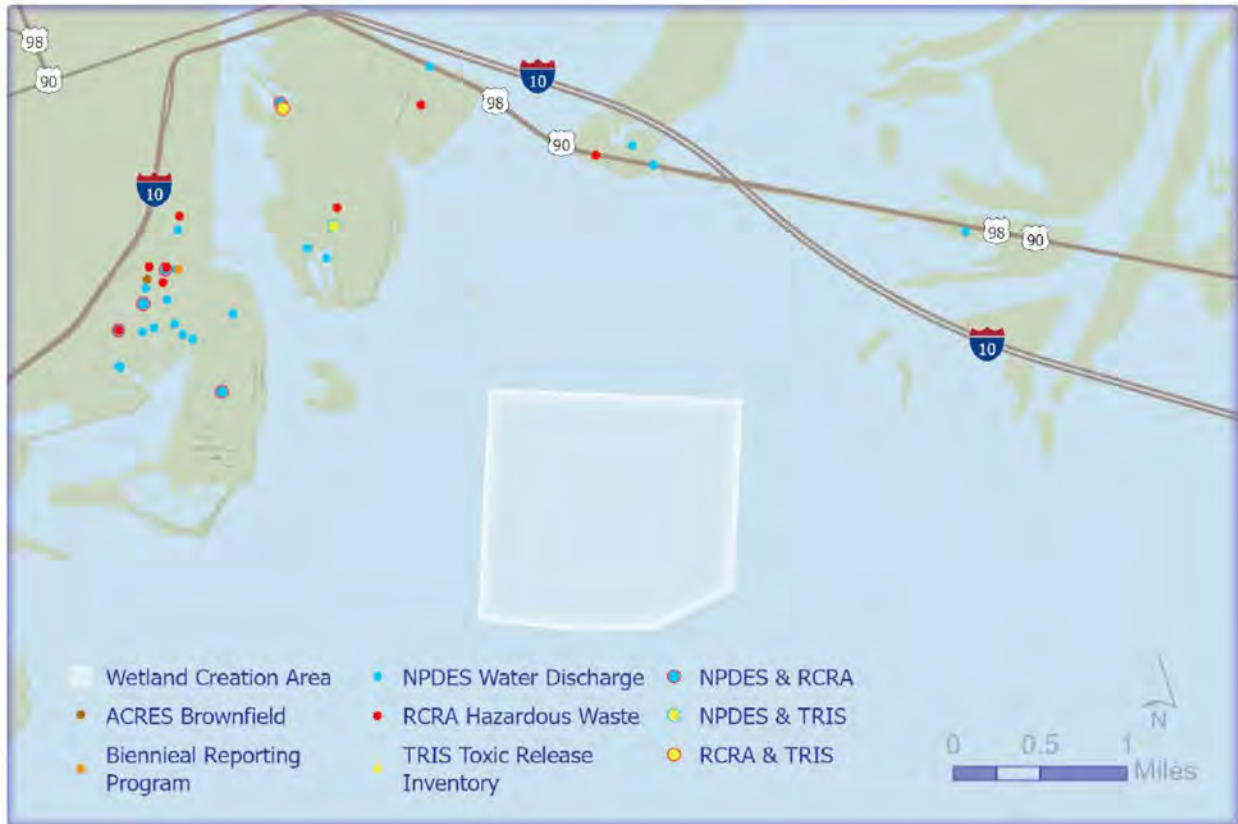 98
90
10
98
90
10
98
90
10
Wetland Creation Area
ACRES Brownfield
Biennieal Reporting
Program
NPDES Water Discharge
RCRA Hazardous Waste
TRIS Toxic Release
Inventory
NPDES & RCRA
NPDES & TRIS
RCRA & TRIS
N
0 0.5 1
Miles